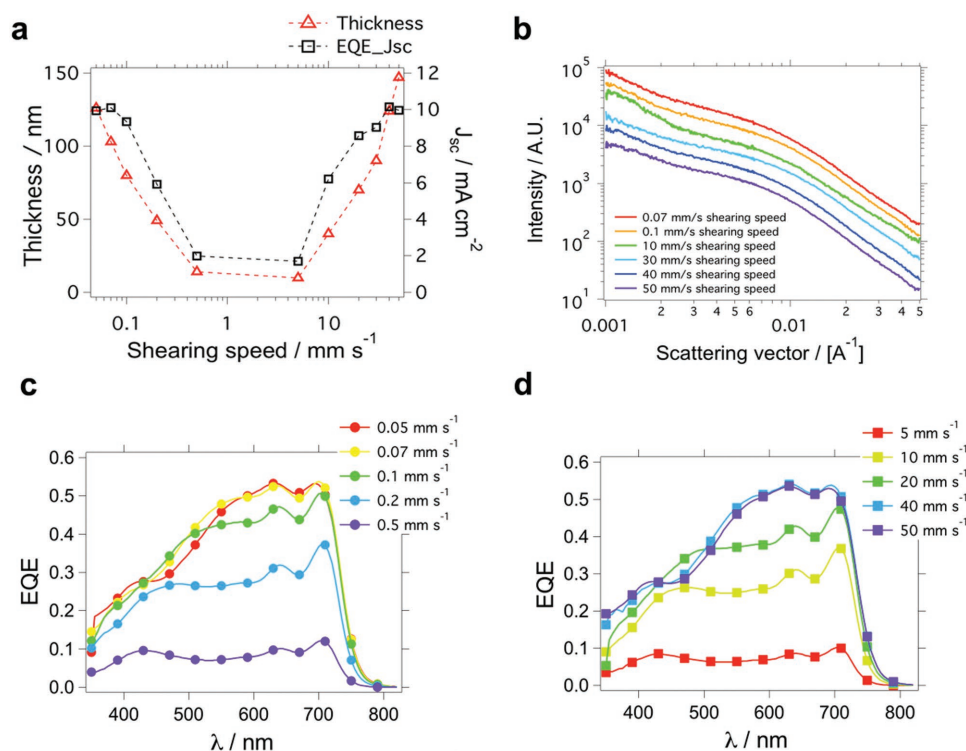 a
Thickness
EQE_Jsc
150
100
50
0
Thickness / nm
12
10
8
6
4
2
0
Jsc / mA cm-2
0.1
1
10
Shearing speed / mm s-1
b
10^5
10^4
10^3
10^2
10^1
Intensity / A.U.
0.07 mm/s shearing speed
0.1 mm/s shearing speed
10 mm/s shearing speed
30 mm/s shearing speed
40 mm/s shearing speed
50 mm/s shearing speed
0.001
2
3
4
5
6
0.01
2
3
4
5
Scattering vector / [A-1]
c
0.05 mm s-1
0.07 mm s-1
0.1 mm s-1
0.2 mm s-1
0.5 mm s-1
0.6
0.5
0.4
0.3
0.2
0.1
0.0
EQE
400
500
600
700
800
λ / nm
d
5 mm s-1
10 mm s-1
20 mm s-1
40 mm s-1
50 mm s-1
0.6
0.5
0.4
0.3
0.2
0.1
0.0
EQE
400
500
600
700
800
λ / nm